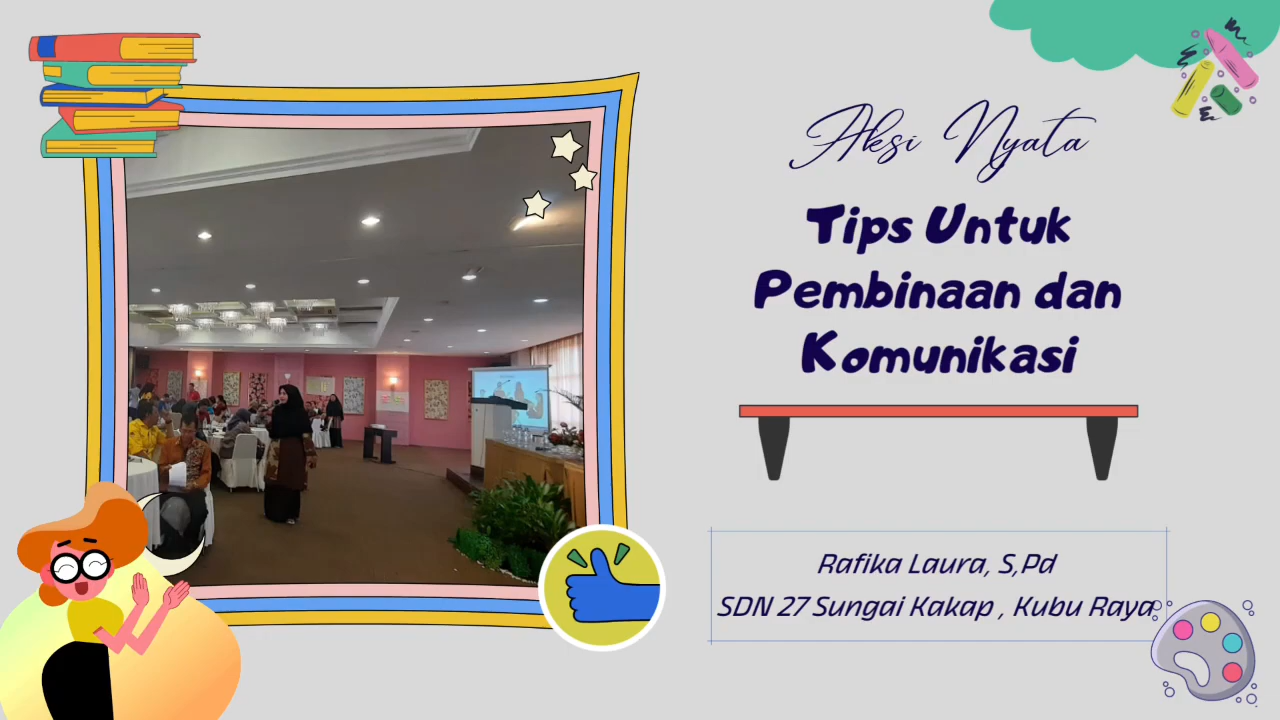 Aksi Nyata
Tips Untuk
Pembinaan dan
Komunikasi
Rafika Laura, S,Pd
SDN 27 Sungai Kakap , Kubu Raya